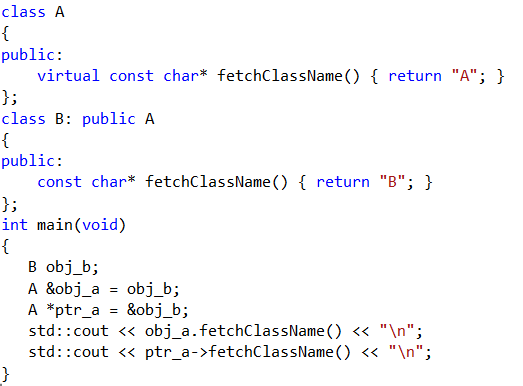 class A
{
public:
    virtual const char* fetchClassName() { return "A"; }
};
class B: public A
{
public:
    const char* fetchClassName() { return "B"; }
};
int main(void)
{
   B obj_b;
   A &obj_a = obj_b;
   A *ptr_a = &obj_b;
   std::cout << obj_a.fetchClassName() << "\n";
   std::cout << ptr_a->fetchClassName() << "\n";
}